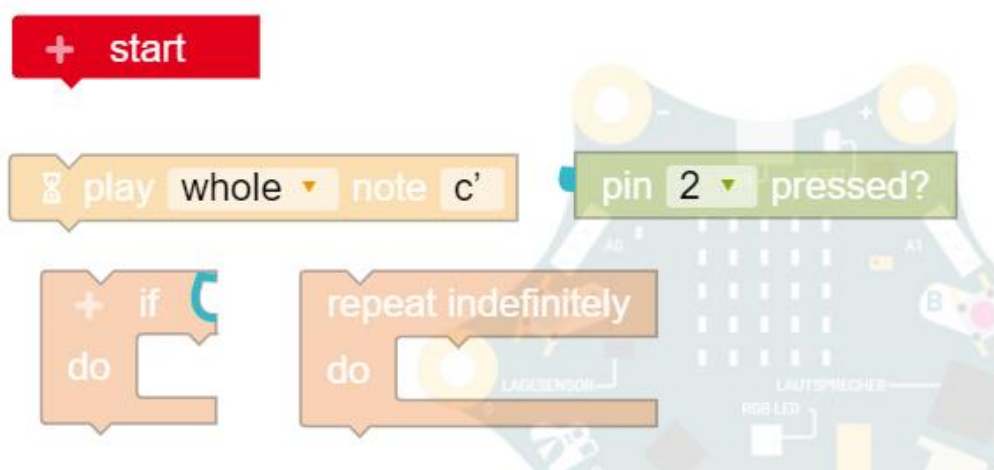 + start
play whole note c’
pin 2 pressed?
+ if
do
repeat indefinitely
do
A0
A1
B
LAGESENSOR
LAUTSPRECHER
RGB LED
- +